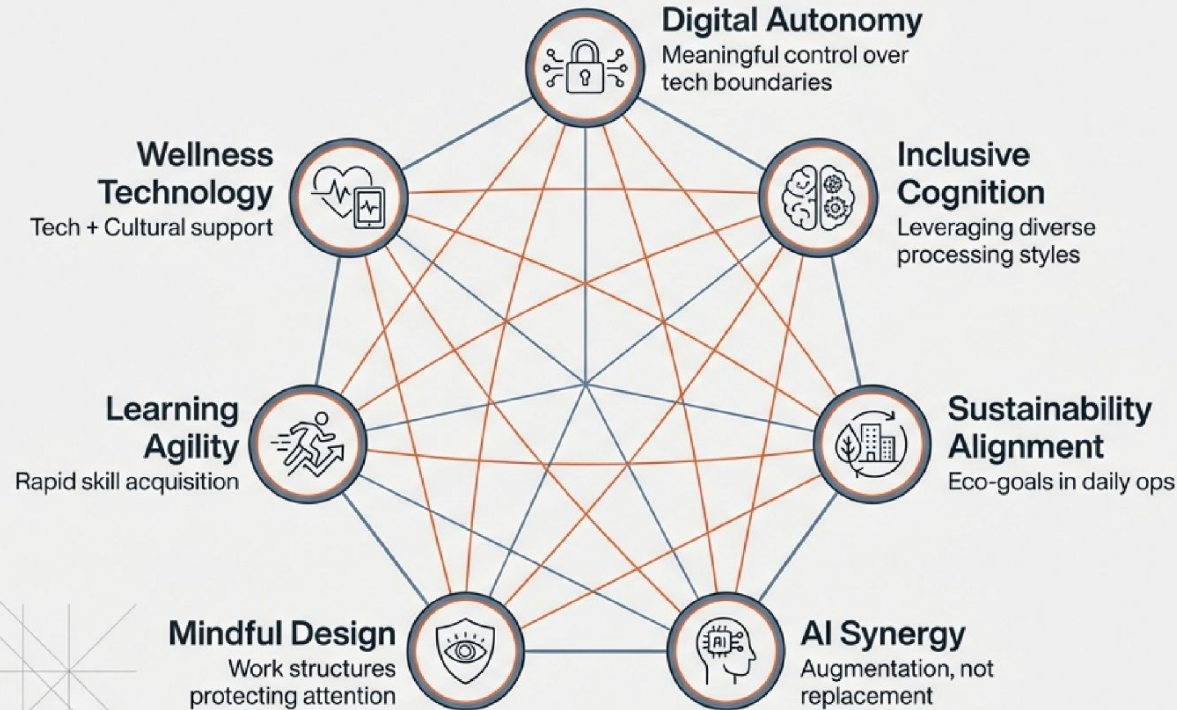 Digital Autonomy
Meaningful control over
tech boundaries
Wellness
Technology
Tech + Cultural support
Inclusive
Cognition
Leveraging diverse
processing styles
Learning
Agility
Rapid skill acquisition
Sustainability
Alignment
Eco-goals in daily ops
Mindful Design
Work structures
protecting attention
AI
AI Synergy
Augmentation, not
replacement